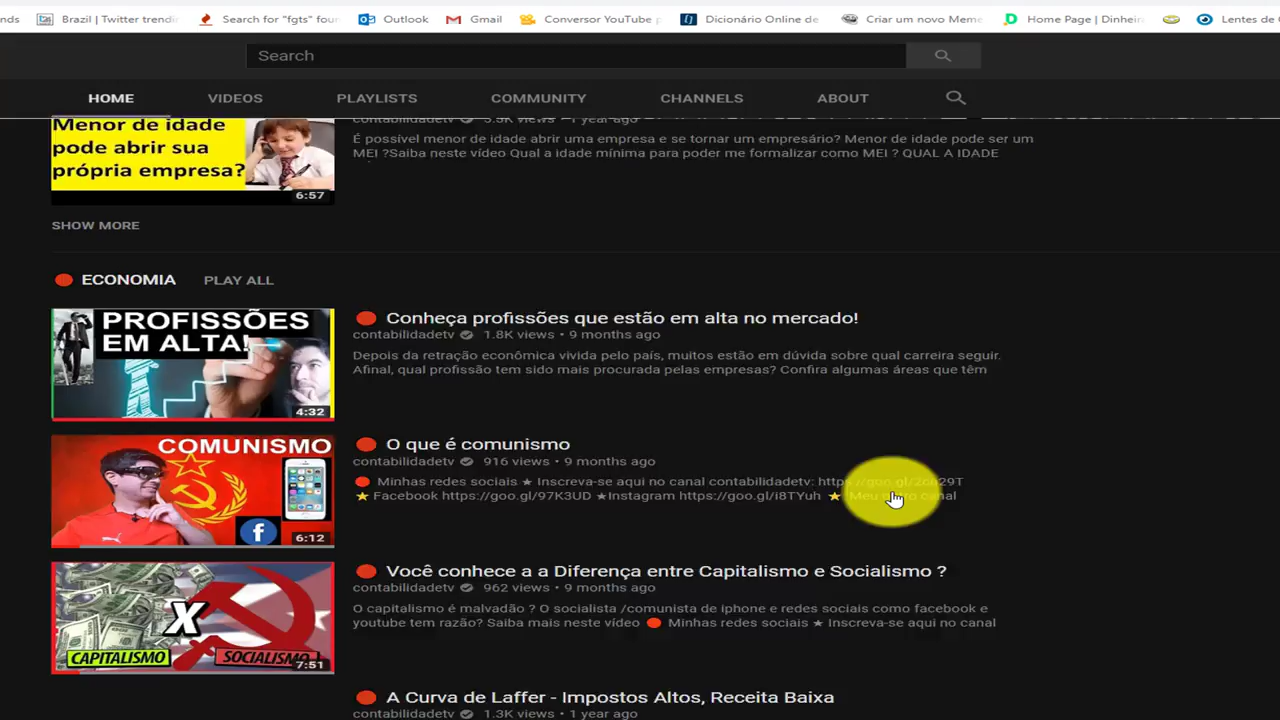 Brazil | Twitter trendi
Search for "fgts" fou
Outlook
Gmail
Conversor YouTube p
Dicionário Online de
Criar um novo Meme
Home Page | Dinhei
Lentes de
Search
HOME
VIDEOS
PLAYLISTS
COMMUNITY
CHANNELS
ABOUT
Menor de idade
pode abrir sua
própria empresa?
6:57
contabilidadetv 3.3K views • 1 year ago
É possível menor de idade abrir uma empresa e se tornar um empresário? Menor de idade pode ser um
MEI ?Saiba neste vídeo Qual a idade mínima para poder me formalizar como MEI ? QUAL A IDADE
SHOW MORE
ECONOMIA PLAY ALL
PROFISSÕES
EM ALTA!
4:32
Conheça profissões que estão em alta no mercado!
contabilidadetv 1.8K views • 9 months ago
Depois da retração econômica vivida pelo país, muitos estão em dúvida sobre qual carreira seguir.
Afinal, qual profissão tem sido mais procurada pelas empresas? Confira algumas áreas que têm
COMUNISMO
6:12
O que é comunismo
contabilidadetv 916 views • 9 months ago
Minhas redes sociais ★ Inscreva-se aqui no canal contabilidadetv:
★ Facebook https://goo.gl/97K3UD ★Instagram https://goo.gl/i8TYuh ★ Meu canal
CAPITALISMO
X
SOCIALISMO
7:51
Você conhece a a Diferença entre Capitalismo e Socialismo ?
contabilidadetv 962 views • 9 months ago
O capitalismo é malvadão ? O socialista /comunista de iphone e redes sociais como facebook e
youtube tem razão? Saiba mais neste vídeo Minhas redes sociais ★ Inscreva-se aqui no canal
A Curva de Laffer - Impostos Altos, Receita Baixa
contabilidadetv 1.3K views • 1 year ago